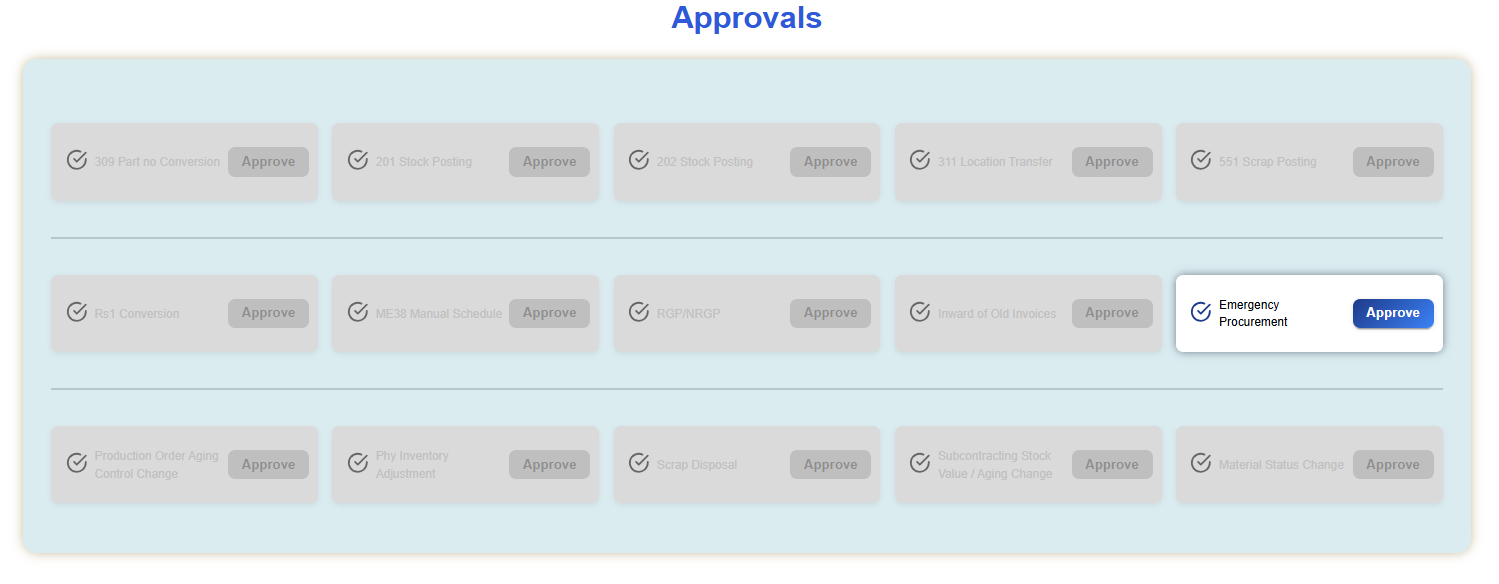 Approvals
309 Part no Conversion Approve
201 Stock Posting Approve
202 Stock Posting Approve
311 Location Transfer Approve
551 Scrap Posting Approve
Rs1 Conversion Approve
ME38 Manual Schedule Approve
RGP/NRGP Approve
Inward of Old Invoices Approve
Emergency
Procurement
Approve
Production Order Aging
Control Change
Approve
Phy Inventory
Adjustment
Approve
Scrap Disposal Approve
Subcontracting Stock
Value / Aging Change
Approve
Material Status Change Approve